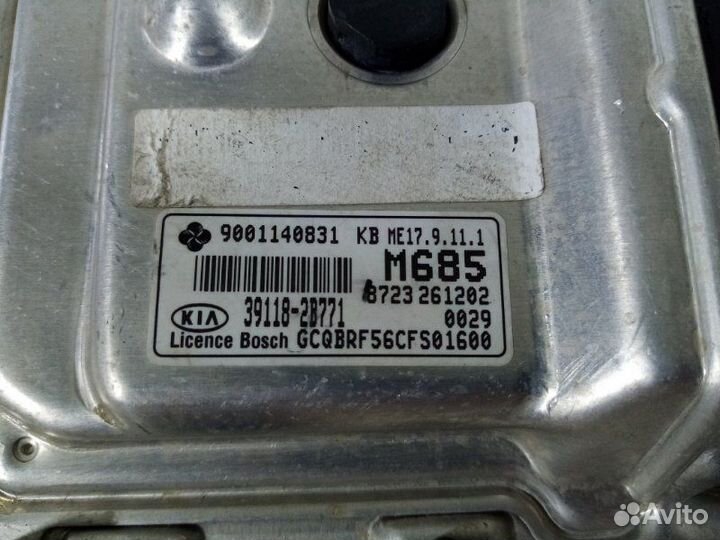 9001140831 KB ME17.9.11.1
M685
8723 261202
KIA 39118-2B771 0029
Licence Bosch GCQBRF56CFS01600
Avito